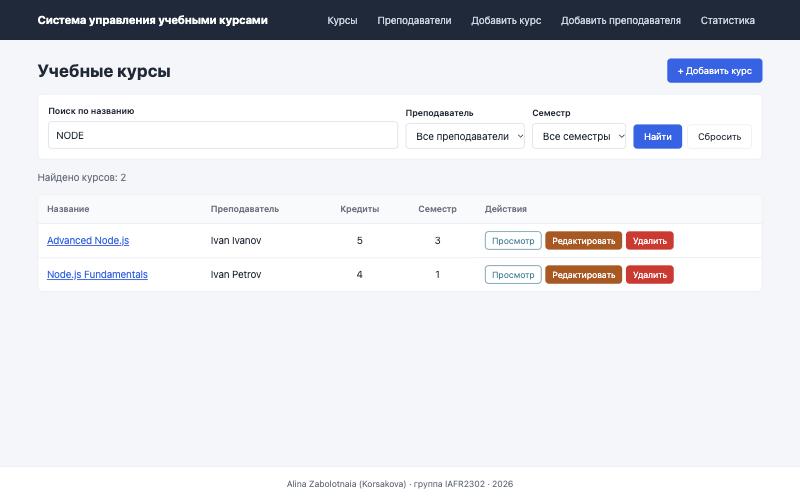 Система управления учебными курсами Курсы Преподаватели Добавить курс Добавить преподавателя Статистика
Учебные курсы + Добавить курс
Поиск по названию Преподаватель Семестр
NODE Все преподаватели Все семестры Найти Сбросить
Найдено курсов: 2
Название Преподаватель Кредиты Семестр Действия
Advanced Node.js Ivan Ivanov 5 3 Просмотр Редактировать Удалить
Node.js Fundamentals Ivan Petrov 4 1 Просмотр Редактировать Удалить
Alina Zabolotnaia (Korsakova) · группа IAFR2302 · 2026